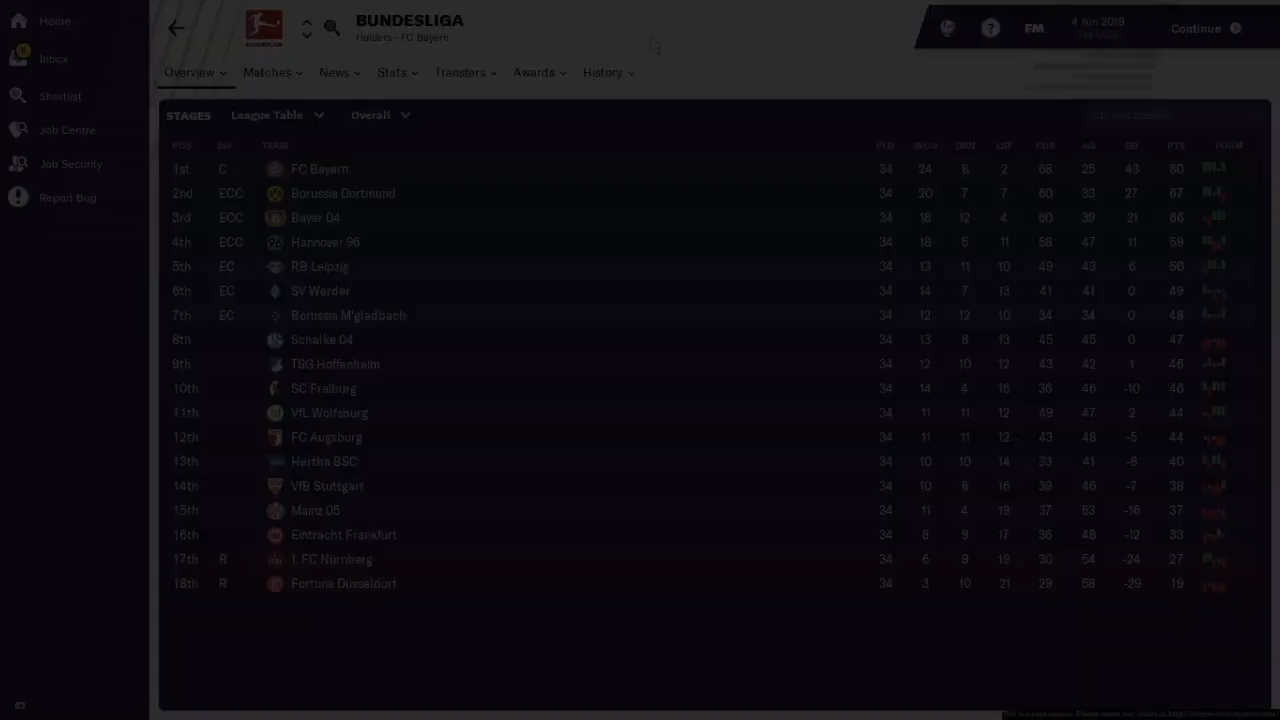 Home
Inbox
Shortlist
Job Centre
Job Security
Report Bug
BUNDESLIGA
Holders - FC Bayern
FM
4 Jun 2019
Continue
Overview Matches News Stats Transfers Awards History
STAGES League Table Overall
POS INF TEAM PLD WON DRN LST FOR AG GD PTS FORM
1st C FC Bayern 34 24 8 2 68 25 43 80
2nd ECC Borussia Dortmund 34 20 7 7 60 33 27 67
3rd ECC Bayer 04 34 18 12 4 60 39 21 66
4th ECC Hannover 96 34 18 5 11 58 47 11 59
5th EC RB Leipzig 34 13 11 10 49 43 6 50
6th EC SV Werder 34 14 7 13 41 41 0 49
7th EC Borussia M'gladbach 34 12 12 10 34 34 0 48
8th Schalke 04 34 13 8 13 45 45 0 47
9th TSG Hoffenheim 34 12 10 12 43 42 1 46
10th SC Freiburg 34 14 4 16 36 46 -10 46
11th VfL Wolfsburg 34 11 11 12 49 47 2 44
12th FC Augsburg 34 11 11 12 43 48 -5 44
13th Hertha BSC 34 10 10 14 33 41 -8 40
14th VfB Stuttgart 34 10 8 16 39 46 -7 38
15th Mainz 05 34 11 4 19 37 53 -16 37
16th Eintracht Frankfurt 34 8 9 17 36 48 -12 33
17th R 1. FC Nürnberg 34 6 9 19 30 54 -24 27
18th R Fortuna Düsseldorf 34 3 10 21 29 58 -29 19